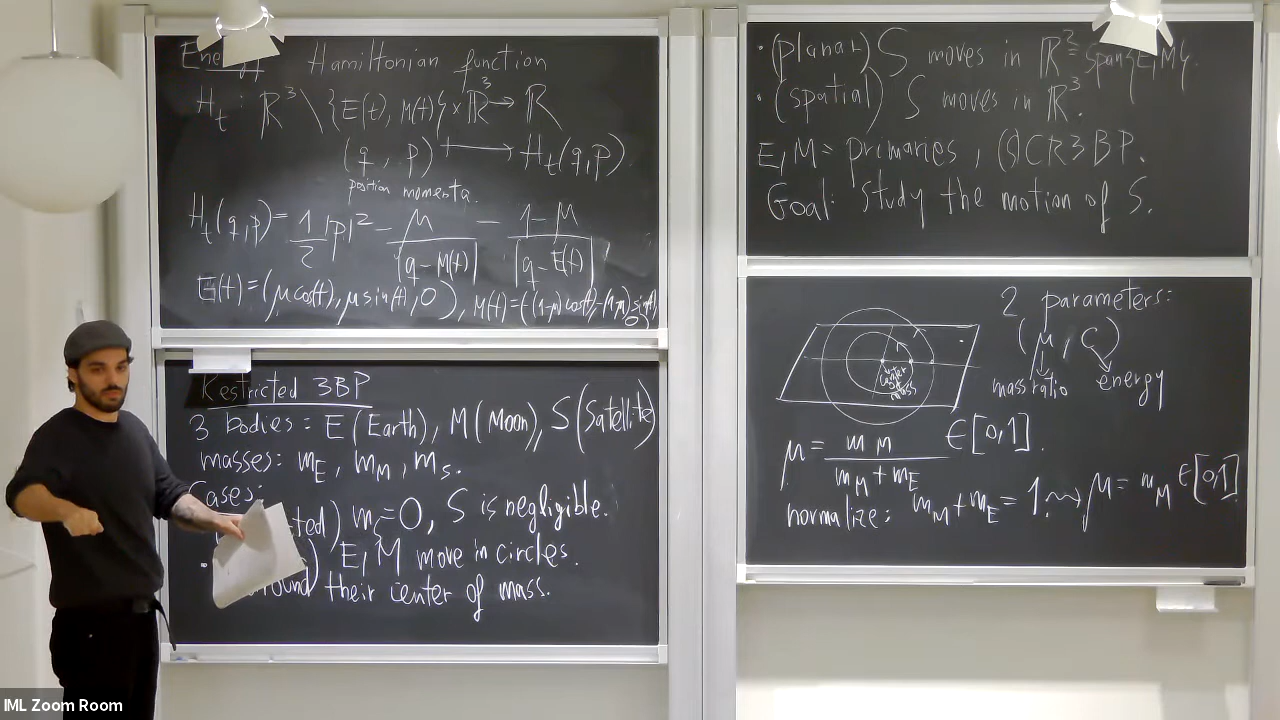 Energy Hamiltonian function
H_t : ℝ³ \ {E(t), M(t)} × ℝ³ → ℝ
(q, p) ⟼ H_t(q,p).
position momenta.
H_t(q,p) = 1/2 |p|² − μ/|q − M(t)| − 1−μ/|q − E(t)|
E(t) = (μcos(t), μsin(t), 0), M(t) = (-(1-μ)cos(t), -(1-μ)sin(t), 0)
Restricted 3BP
3 bodies: E (Earth), M (Moon), S (Satellite)
masses: m_E, m_M, m_S.
Cases:
ted) m_S=0, S is negligible.
) E, M move in circles
around their center of mass.
• (planar) S moves in ℝ² = span{E,M}.
• (spatial) S moves in ℝ³.
E, M = primaries, (S)CR3BP.
Goal: Study the motion of S.
center of mass
2 parameters:
(μ, c)
mass ratio energy
μ = m_M / m_M + m_E ∈ [0,1].
normalize: m_M + m_E = 1 ⇝ μ = m_M ∈ [0,1]
IML Zoom Room